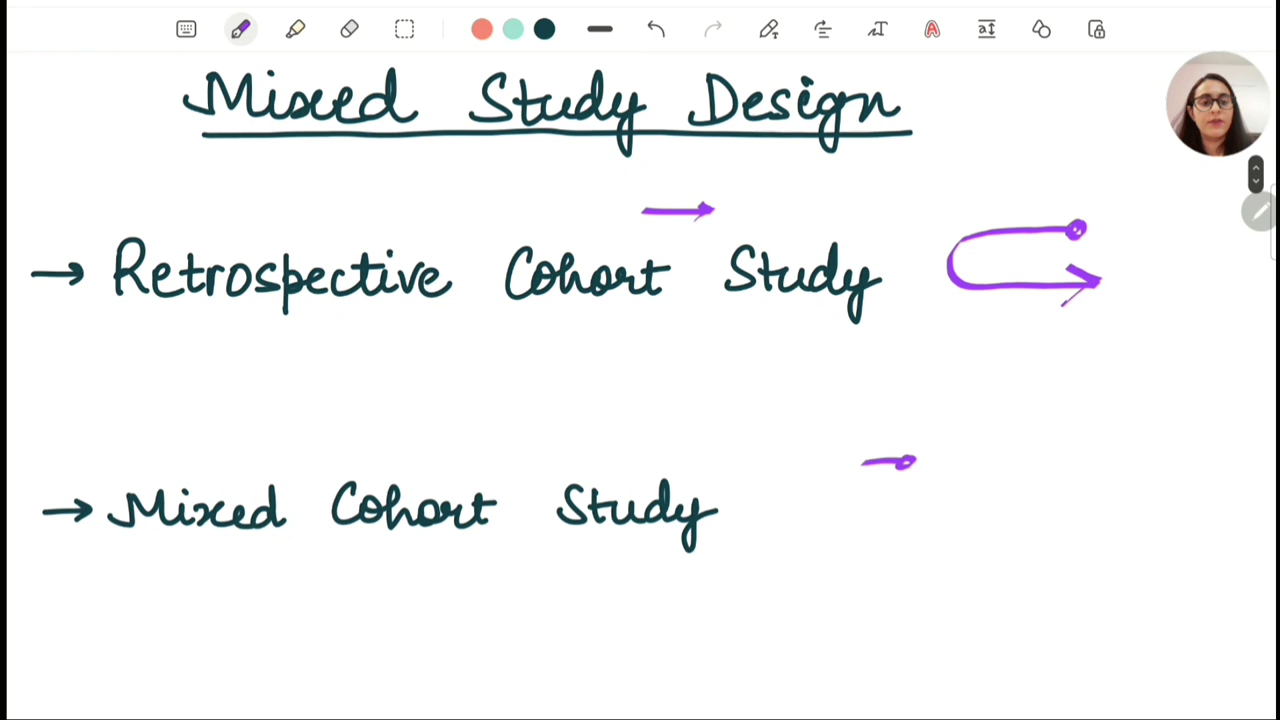 Mixed Study Design
→ Retrospective Cohort Study
→ Mixed Cohort Study